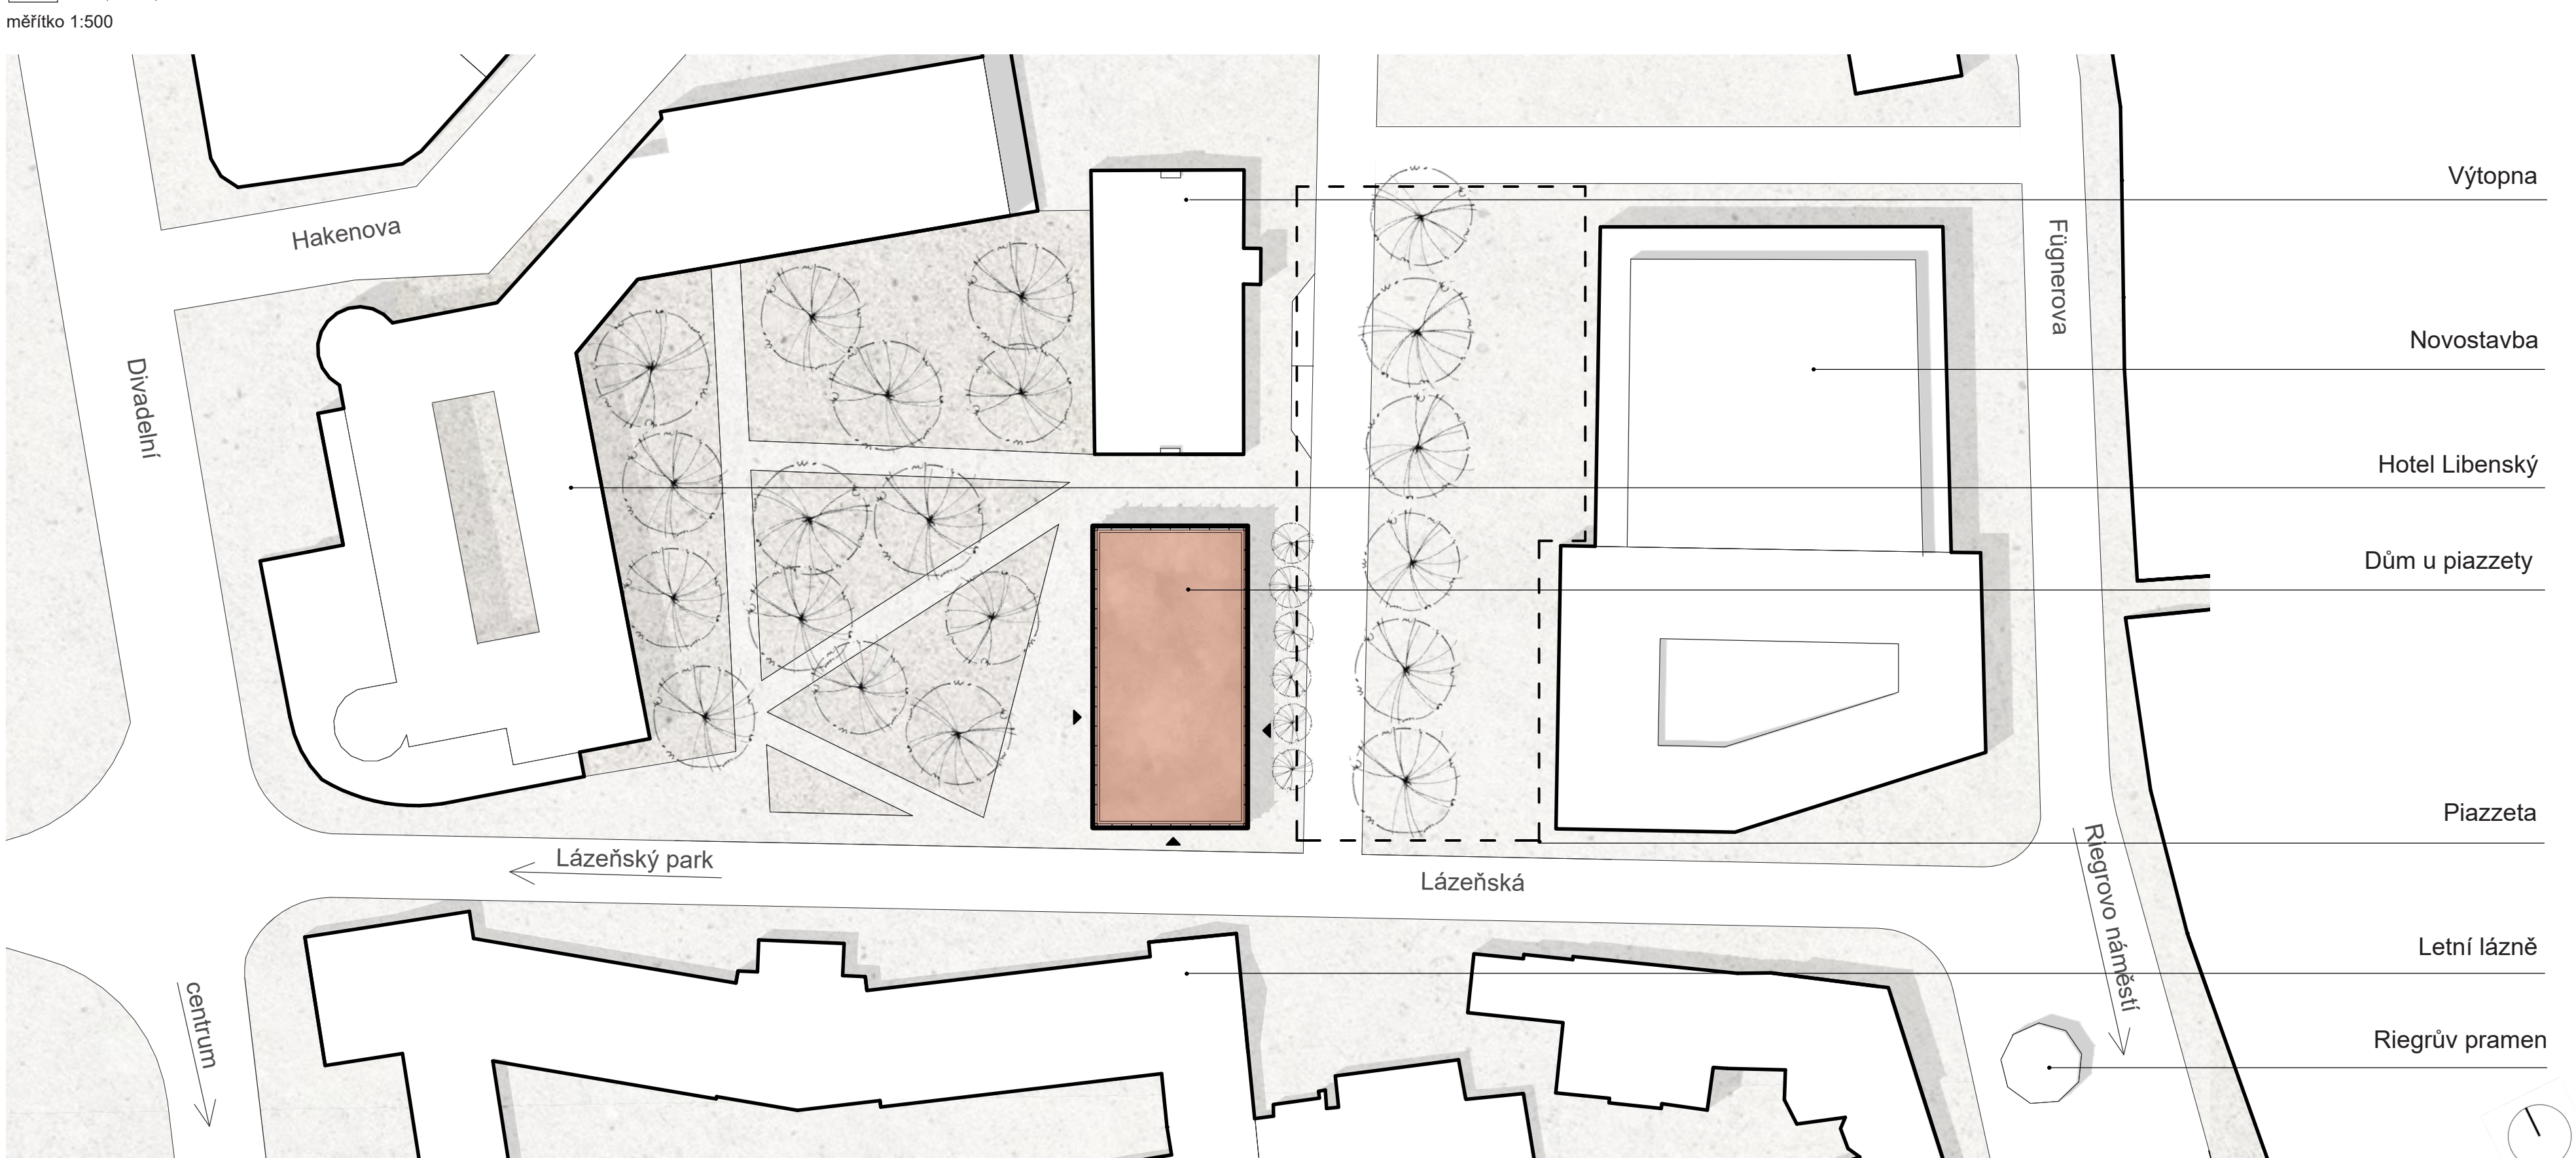 měřítko 1:500
Výtopna
Hakenova
Fügnerova
Novostavba
Divadelní
Hotel Libenský
Dům u piazzety
Piazzeta
Lázeňský park
Lázeňská
Riegrovo náměstí
Letní lázně
centrum
Riegrův pramen